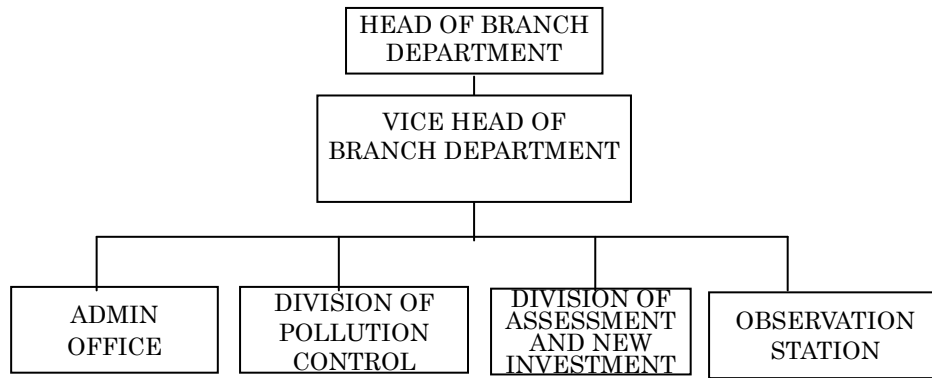 HEAD OF BRANCH
DEPARTMENT
VICE HEAD OF
BRANCH DEPARTMENT
ADMIN
OFFICE
DIVISION OF
POLLUTION
CONTROL
DIVISION OF
ASSESSMENT
AND NEW
INVESTMENT
OBSERVATION
STATION